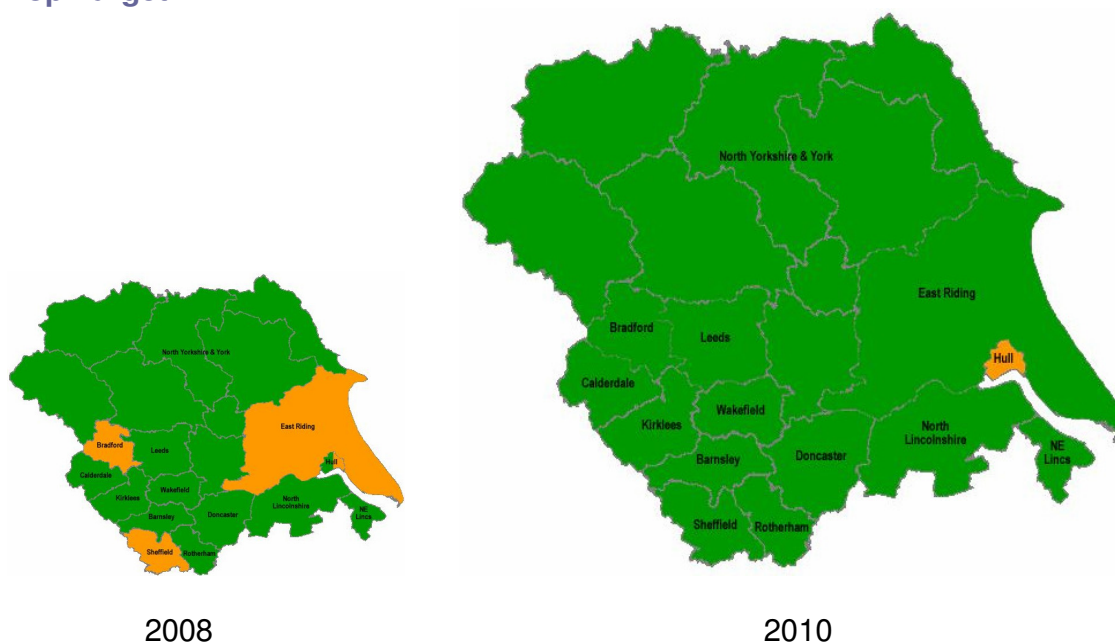 North Yorkshire & York
East Riding
Bradford
Leeds
Hull
Calderdale
Kirklees
Wakefield
Barnsley
Doncaster
North
Lincolnshire
NE
Lincs
Sheffield
Rotherham
2008
North Yorkshire & York
East Riding
Bradford
Leeds
Hull
Calderdale
Kirklees
Wakefield
Barnsley
Doncaster
North
Lincolnshire
NE
Lincs
Sheffield
Rotherham
2010